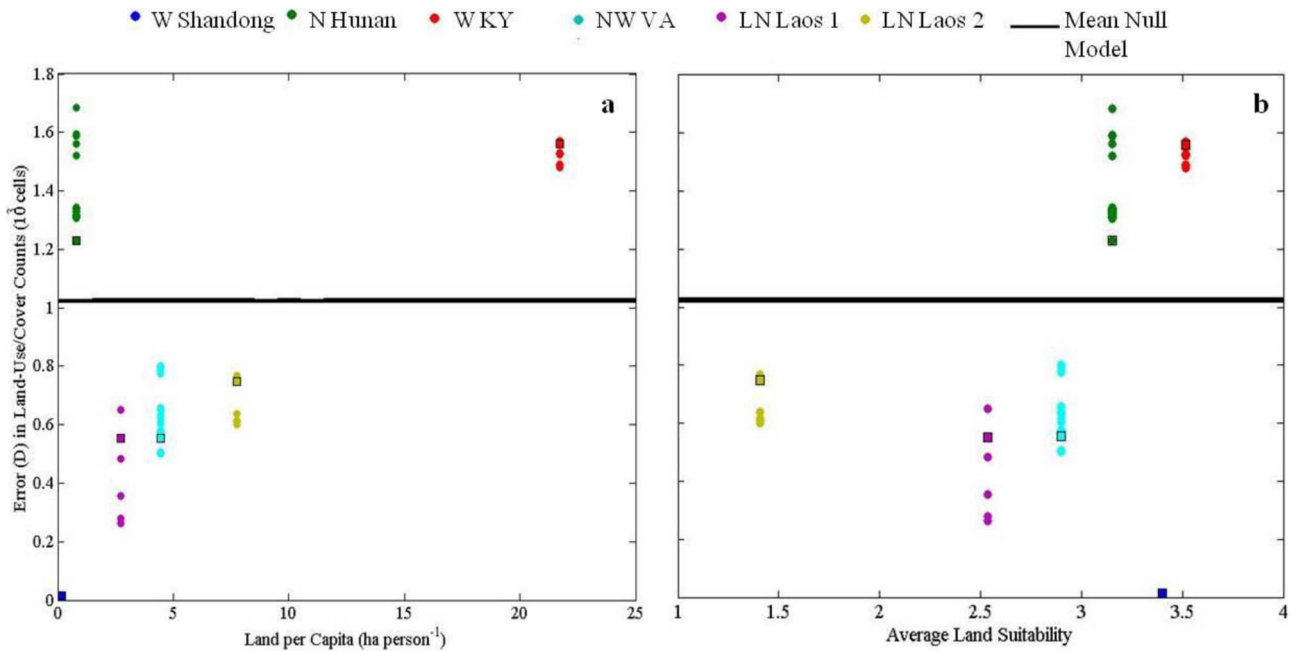 W Shandong N Hunan W KY NW VA LN Laos 1 LN Laos 2 Mean Null
Model
1.8
1.6
1.4
1.2
1
0.8
0.6
0.4
0.2
0
Error (D) in Land-Use/Cover Counts (10³ cells)
a
0 5 10 15 20 25
Land per Capita (ha person⁻¹)
b
1 1.5 2 2.5 3 3.5 4
Average Land Suitability